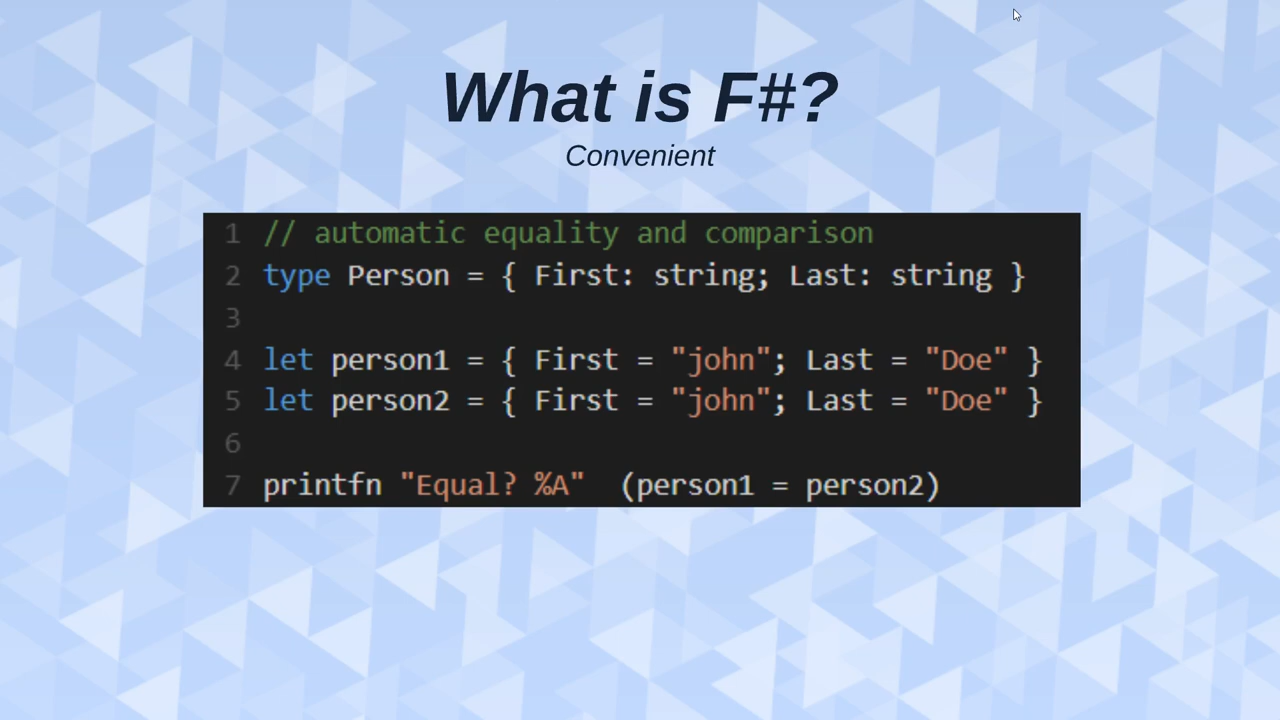 What is F#?
Convenient
1 // automatic equality and comparison
2 type Person = { First: string; Last: string }
3
4 let person1 = { First = "john"; Last = "Doe" }
5 let person2 = { First = "john"; Last = "Doe" }
6
7 printfn "Equal? %A"  (person1 = person2)